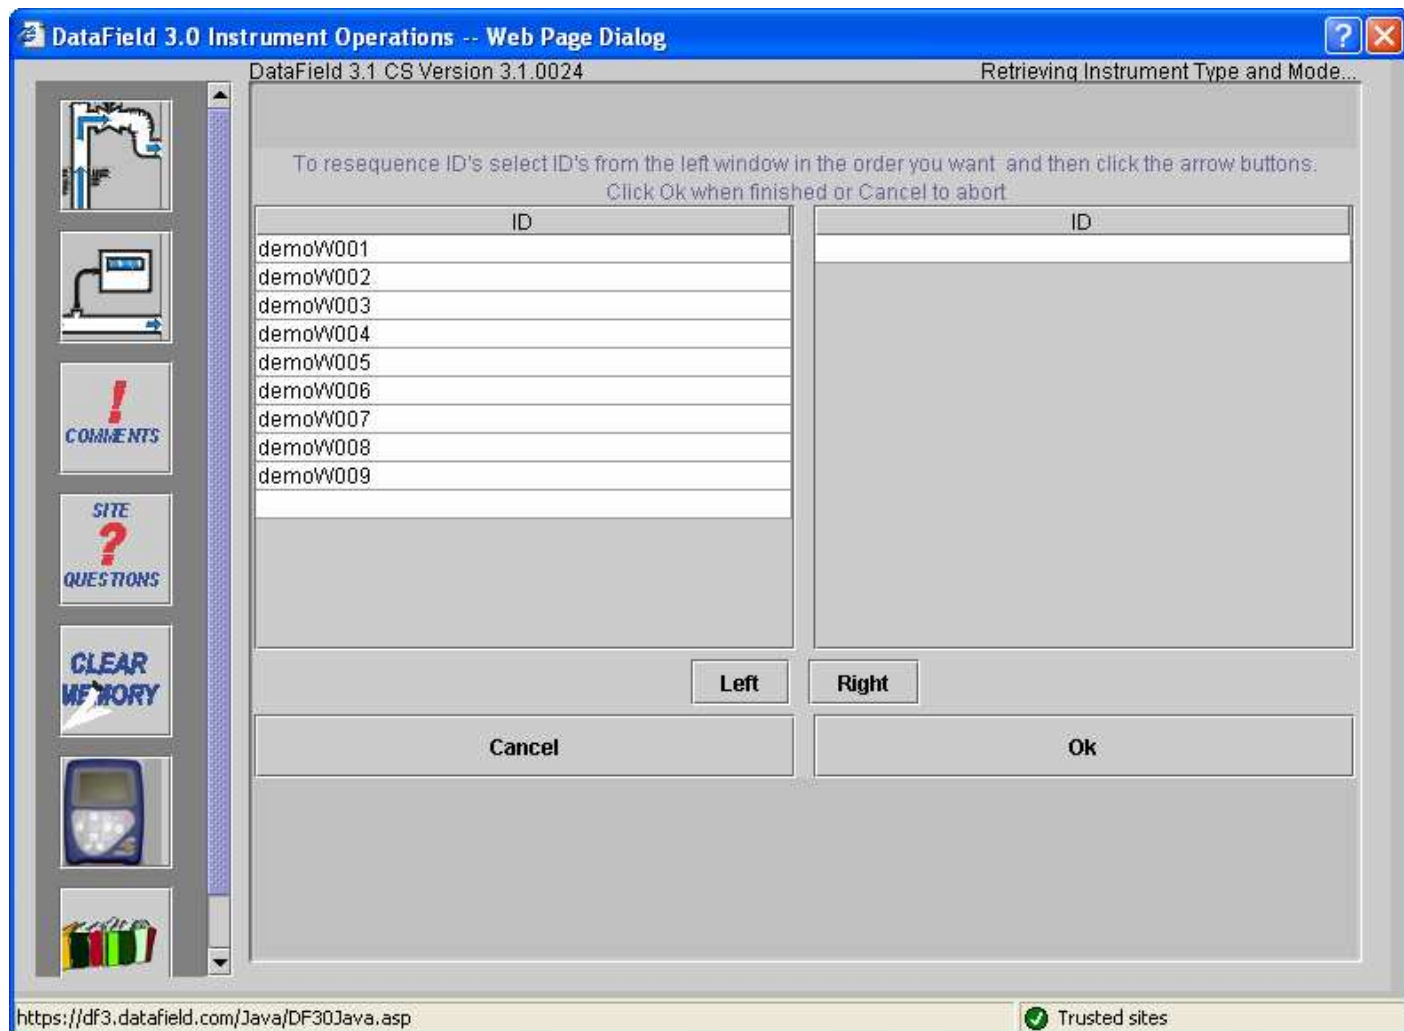 DataField 3.0 Instrument Operations -- Web Page Dialog
DataField 3.1 CS Version 3.1.0024 Retrieving Instrument Type and Mode...
To resequence ID's select ID's from the left window in the order you want and then click the arrow buttons.
Click Ok when finished or Cancel to abort
ID ID
demoW001
demoW002
demoW003
demoW004
demoW005
demoW006
demoW007
demoW008
demoW009
! COMMENTS
SITE
?
QUESTIONS
CLEAR
MEMORY
Left Right
Cancel Ok
https://df3.datafield.com/Java/DF30Java.asp Trusted sites